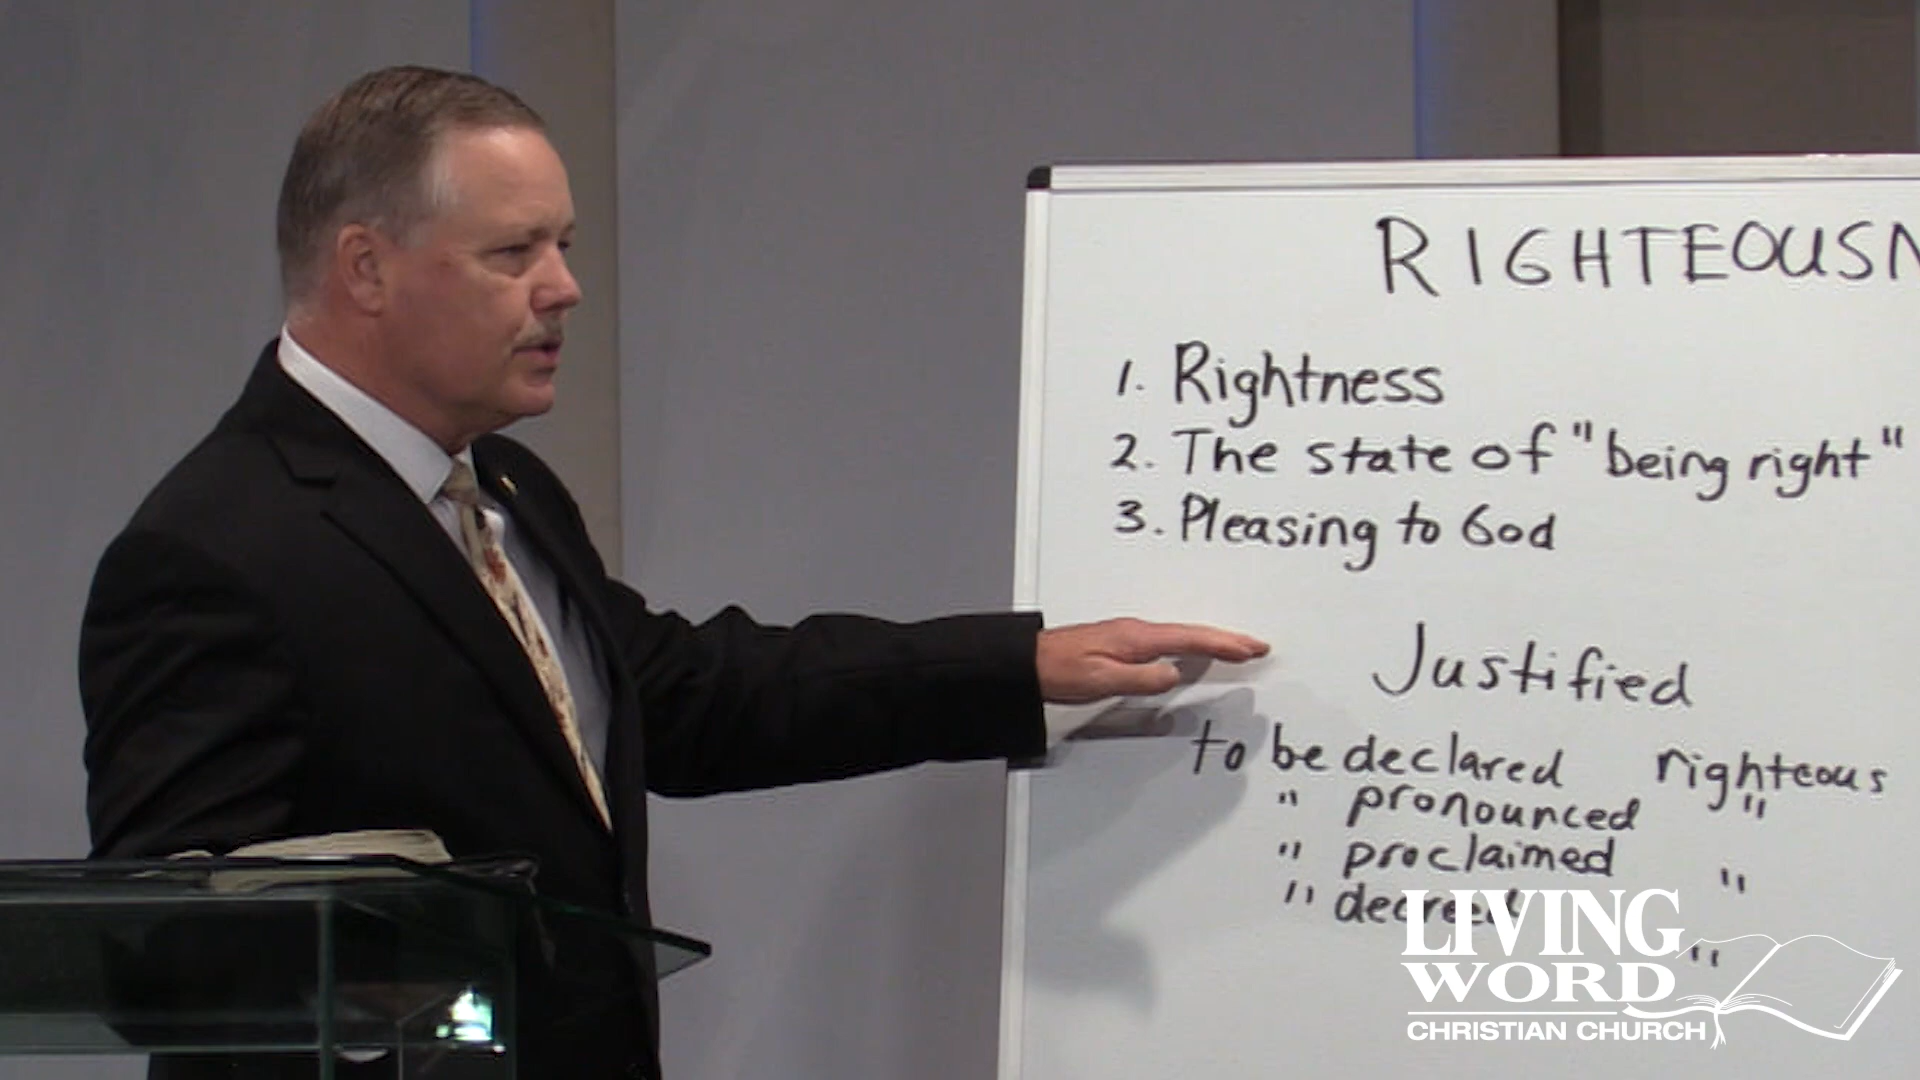 RIGHTEOUSN
1. Rightness
2. The state of "being right"
3. Pleasing to God
Justified
to be declared righteous
" pronounced "
" proclaimed "
" decreed "
LIVING
WORD
CHRISTIAN CHURCH